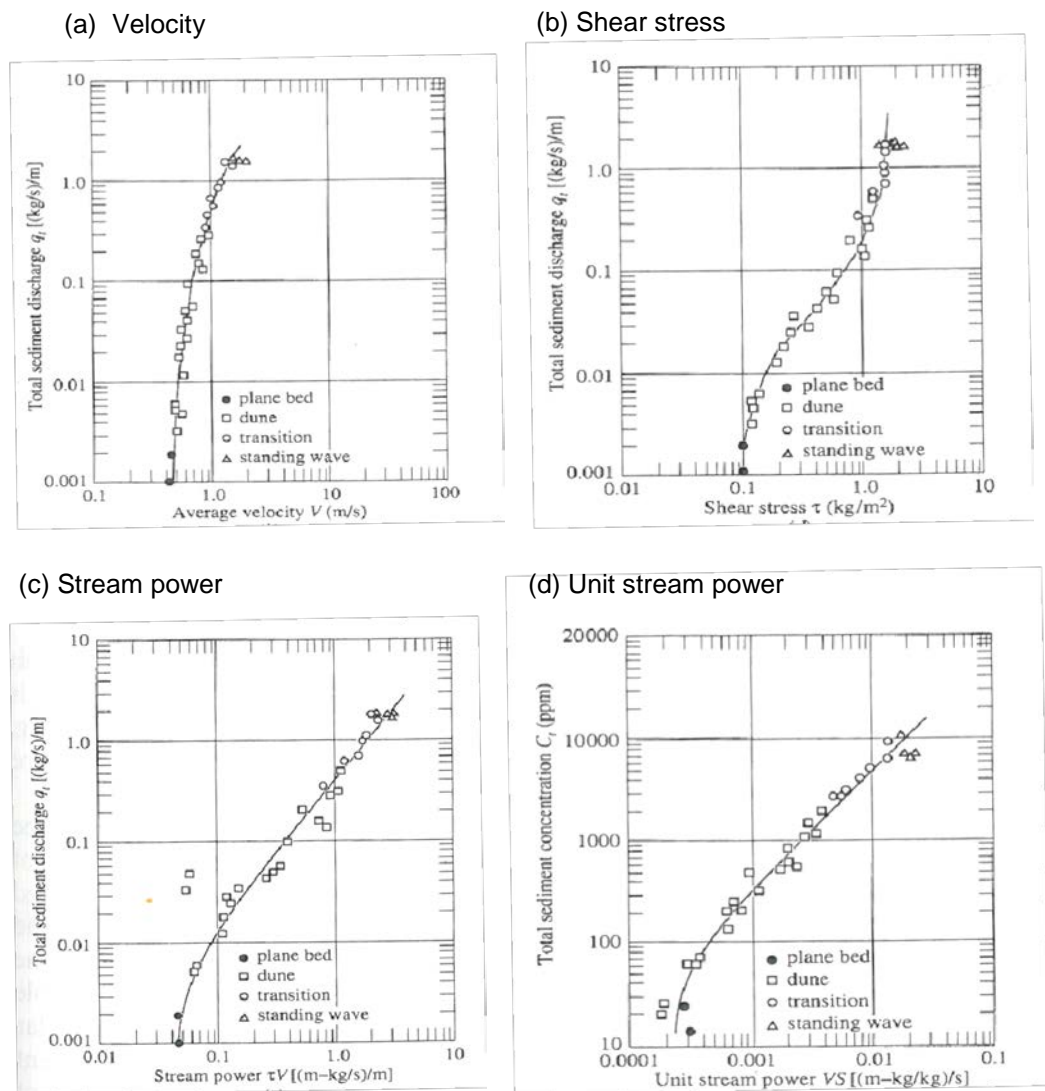 (a) Velocity
10
1.0
0.1
0.01
0.001
Total sediment discharge qt [(kg/s)/m]
plane bed
dune
transition
standing wave
0.1
1.0
10
100
Average velocity V (m/s)
(b) Shear stress
10
1.0
0.1
0.01
0.001
Total sediment discharge qt [(kg/s)/m]
plane bed
dune
transition
standing wave
0.01
0.1
1.0
10
Shear stress τ (kg/m²)
(c) Stream power
10
1.0
0.1
0.01
0.001
Total sediment discharge qt [(kg/s)/m]
plane bed
dune
transition
standing wave
0.01
0.1
1.0
10
Stream power τV [(m–kg/s)/m]
(d) Unit stream power
20000
10000
1000
100
10
Total sediment concentration Ct (ppm)
plane bed
dune
transition
standing wave
0.0001
0.001
0.01
0.1
Unit stream power VS [(m–kg/kg)/s]